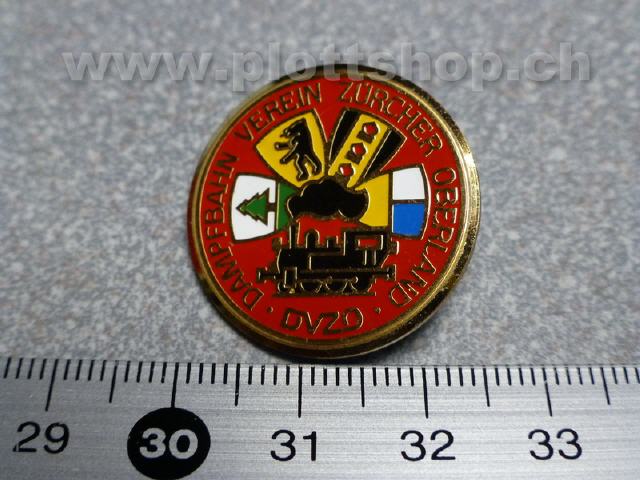 www.plottshop.ch
· DAMPFBAHN VEREIN ZÜRCHER OBERLAND ·
DVZO
29 30 31 32 33